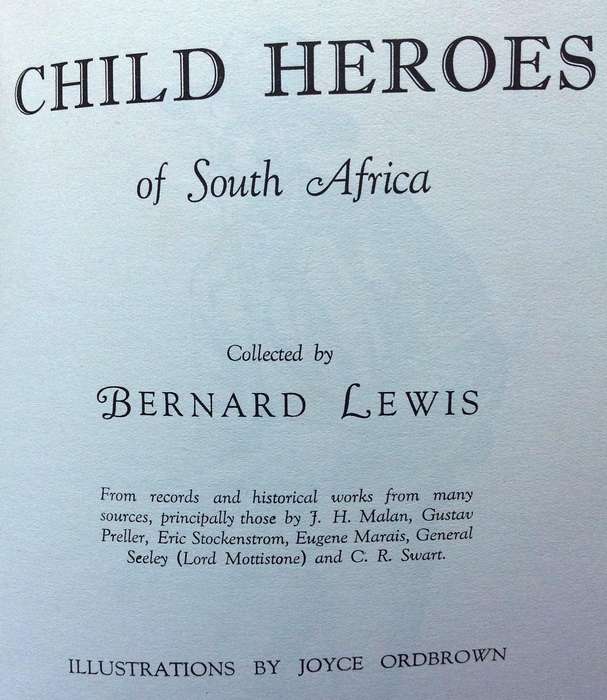 CHILD HEROES
of South Africa
Collected by
BERNARD LEWIS
From records and historical works from many
sources, principally those by J. H. Malan, Gustav
Preller, Eric Stockenstrom, Eugene Marais, General
Seeley (Lord Mottistone) and C. R. Swart.
ILLUSTRATIONS BY JOYCE ORDBROWN